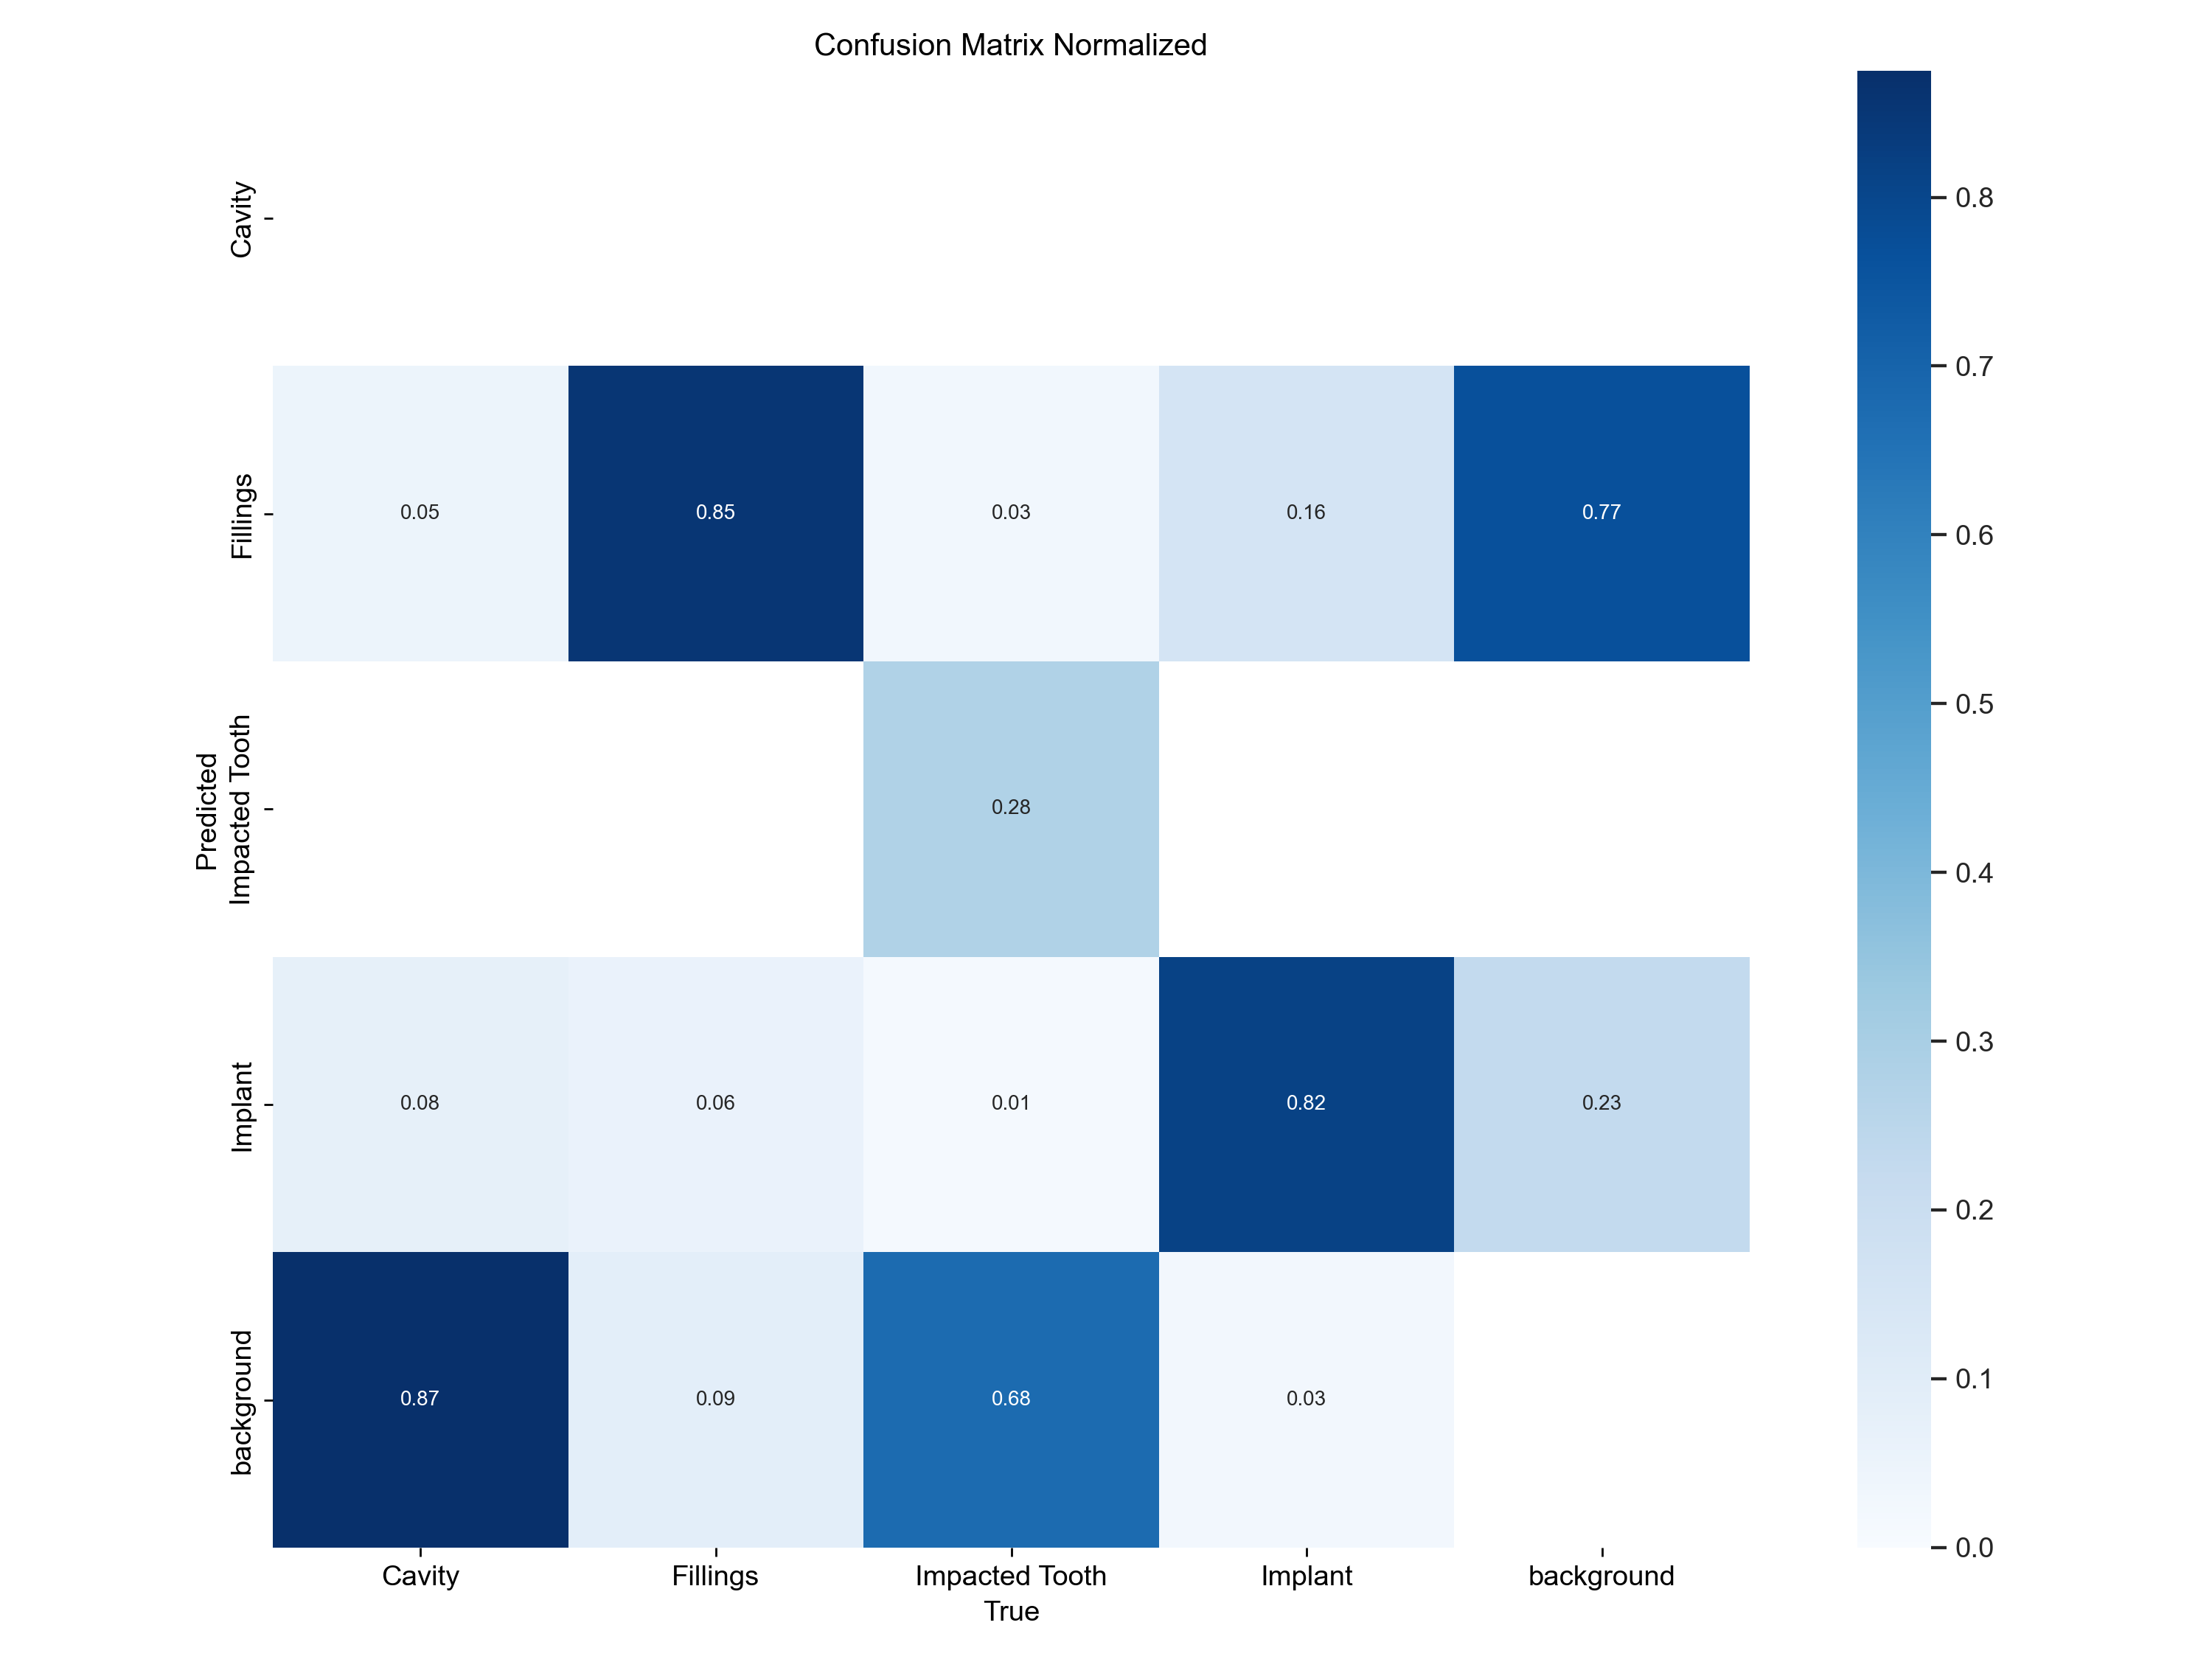 Confusion Matrix Normalized
Predicted
Cavity
Fillings
Impacted Tooth
Implant
background
0.05 0.85 0.03 0.16 0.77
0.28
0.08 0.06 0.01 0.82 0.23
0.87 0.09 0.68 0.03
Cavity Fillings Impacted Tooth Implant background
True
0.8
0.7
0.6
0.5
0.4
0.3
0.2
0.1
0.0